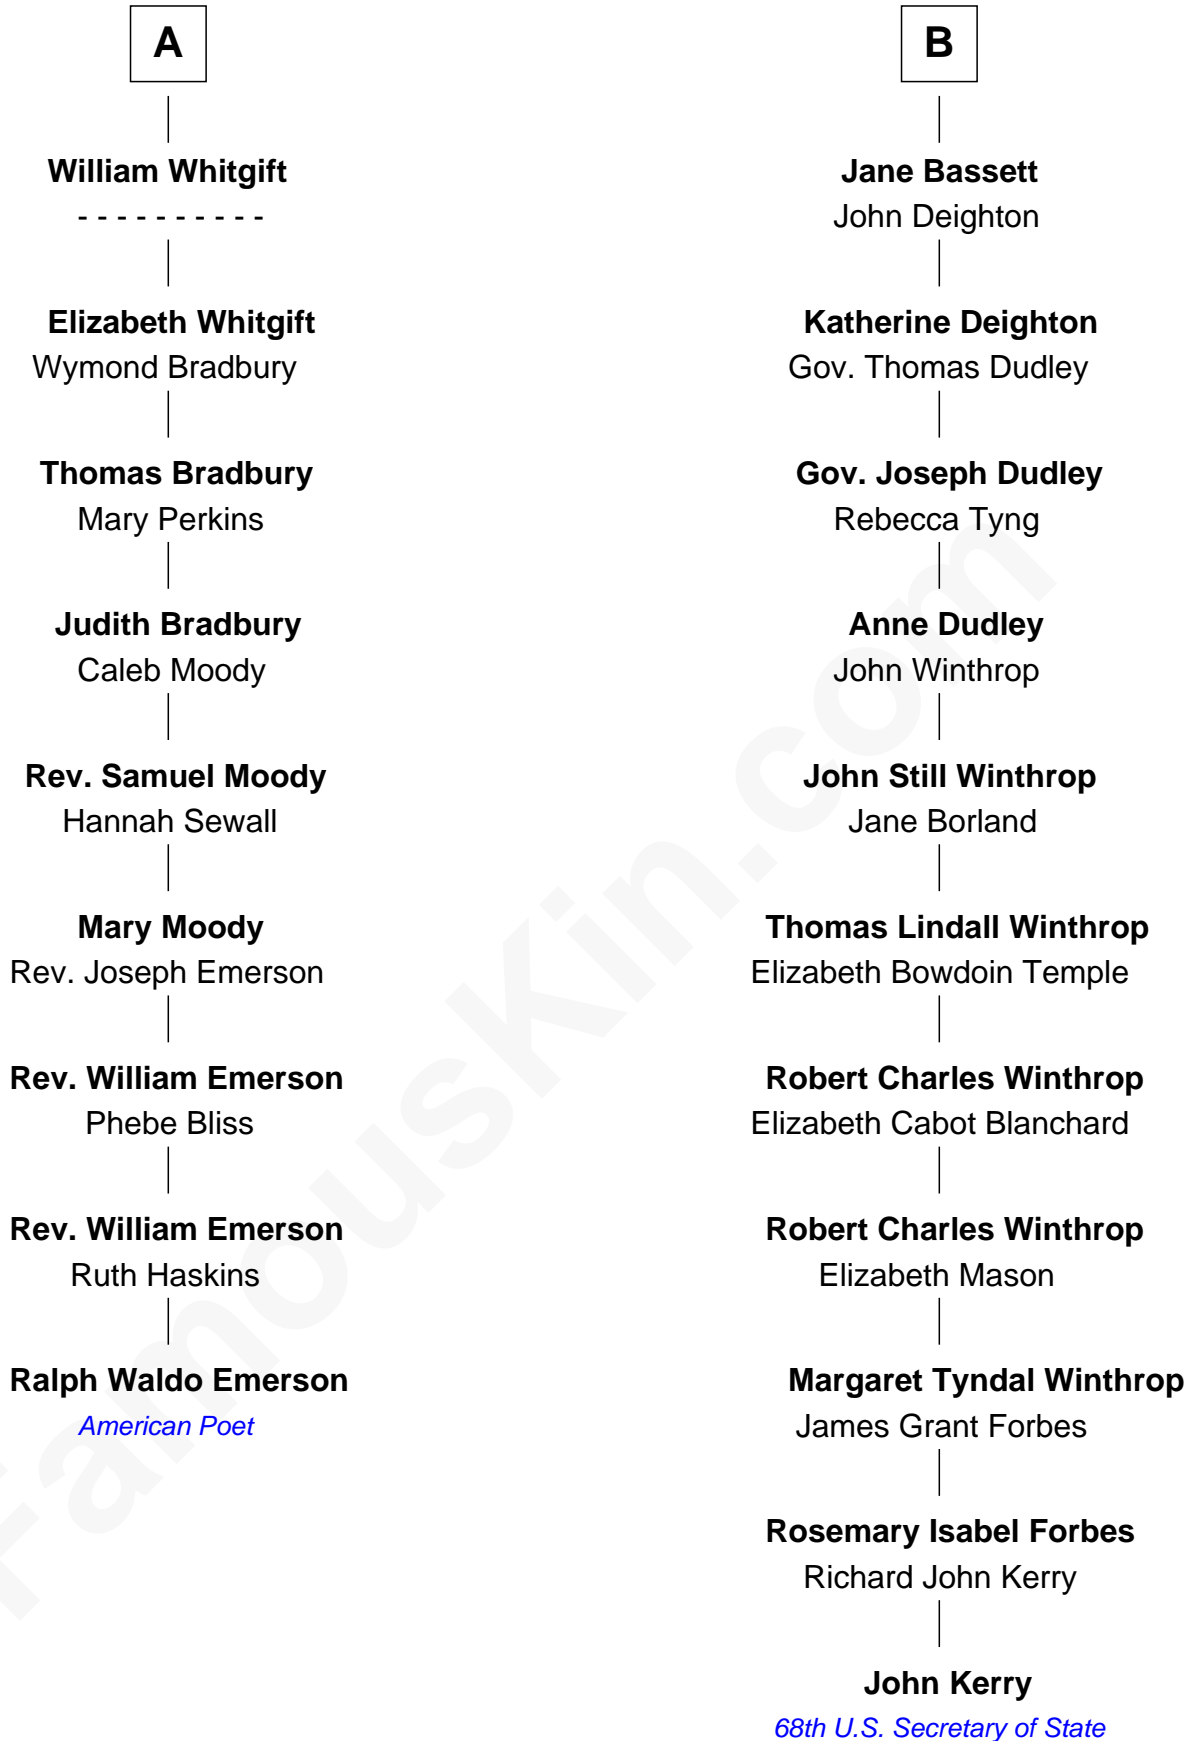 A
William Whitgift
- - - - - - - - - -
Elizabeth Whitgift
Wymond Bradbury
Thomas Bradbury
Mary Perkins
Judith Bradbury
Caleb Moody
Rev. Samuel Moody
Hannah Sewall
Mary Moody
Rev. Joseph Emerson
Rev. William Emerson
Phebe Bliss
Rev. William Emerson
Ruth Haskins
Ralph Waldo Emerson
American Poet
B
Jane Bassett
John Deighton
Katherine Deighton
Gov. Thomas Dudley
Gov. Joseph Dudley
Rebecca Tyng
Anne Dudley
John Winthrop
John Still Winthrop
Jane Borland
Thomas Lindall Winthrop
Elizabeth Bowdoin Temple
Robert Charles Winthrop
Elizabeth Cabot Blanchard
Robert Charles Winthrop
Elizabeth Mason
Margaret Tyndal Winthrop
James Grant Forbes
Rosemary Isabel Forbes
Richard John Kerry
John Kerry
68th U.S. Secretary of State
FamousKin.com